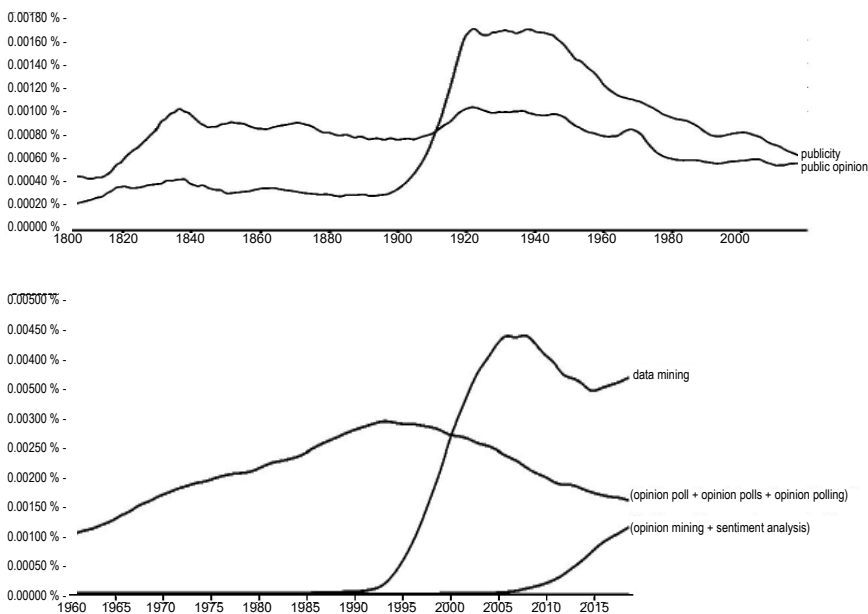 0.00180 % -
0.00160 % -
0.00140 % -
0.00120 % -
0.00100 % -
0.00080 % -
0.00060 % -
0.00040 % -
0.00020 % -
0.00000 % -
publicity
public opinion
1800 1820 1840 1860 1880 1900 1920 1940 1960 1980 2000
0.00500 % -
0.00450 % -
0.00400 % -
0.00500 % -
0.00300 % -
0.00250 % -
0.00200 % -
0.00150 % -
0.00100 % -
0.00050 % -
0.00000 % -
data mining
(opinion poll + opinion polls + opinion polling)
(opinion mining + sentiment analysis)
1960 1965 1970 1975 1980 1985 1990 1995 2000 2005 2010 2015